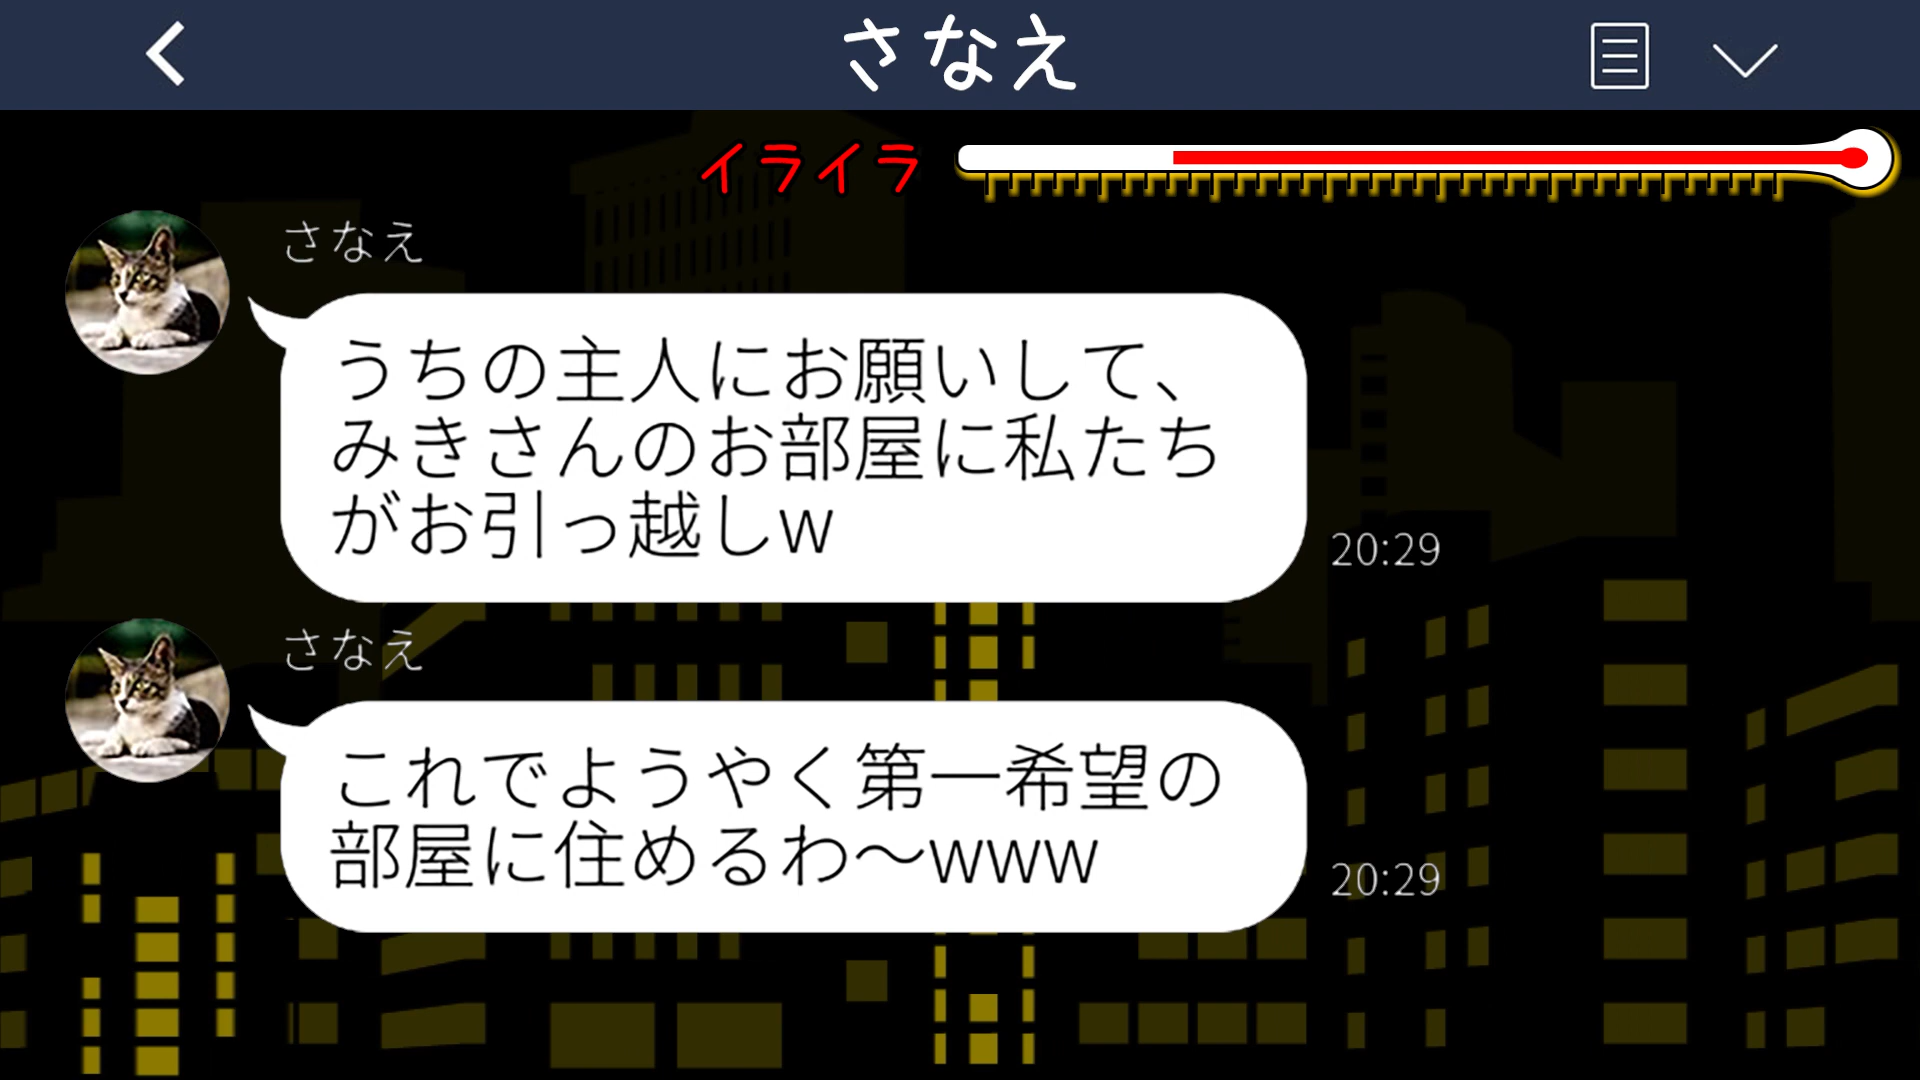 さなえ
イライラ
さなえ
うちの主人にお願いして、
みきさんのお部屋に私たち
がお引っ越しw
20:29
さなえ
これでようやく第一希望の
部屋に住めるわ～www
20:29